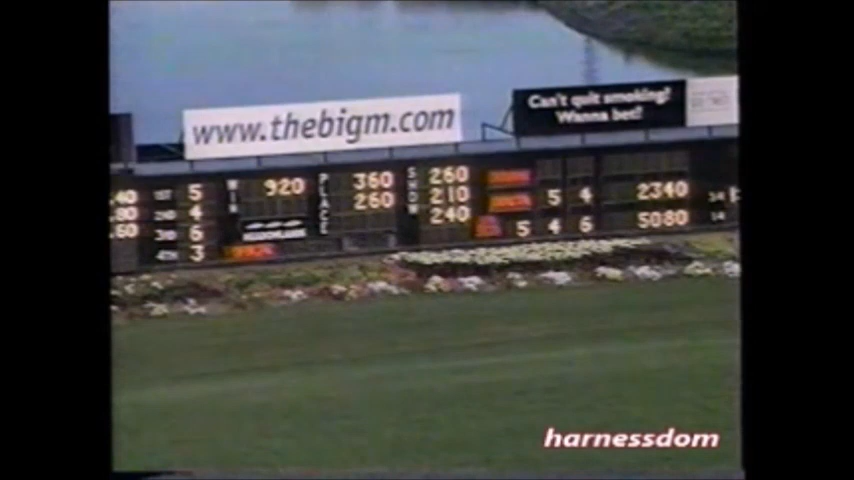 www.thebigm.com
Can't quit smoking?
Wanna bet?
.40 1ST 5 WIN 920 PLACE 360 SHOW 260 2340
.80 2ND 4 260 210 5 4
.60 3RD 6 240 5 4 6 5080
4TH 3
harnessdom